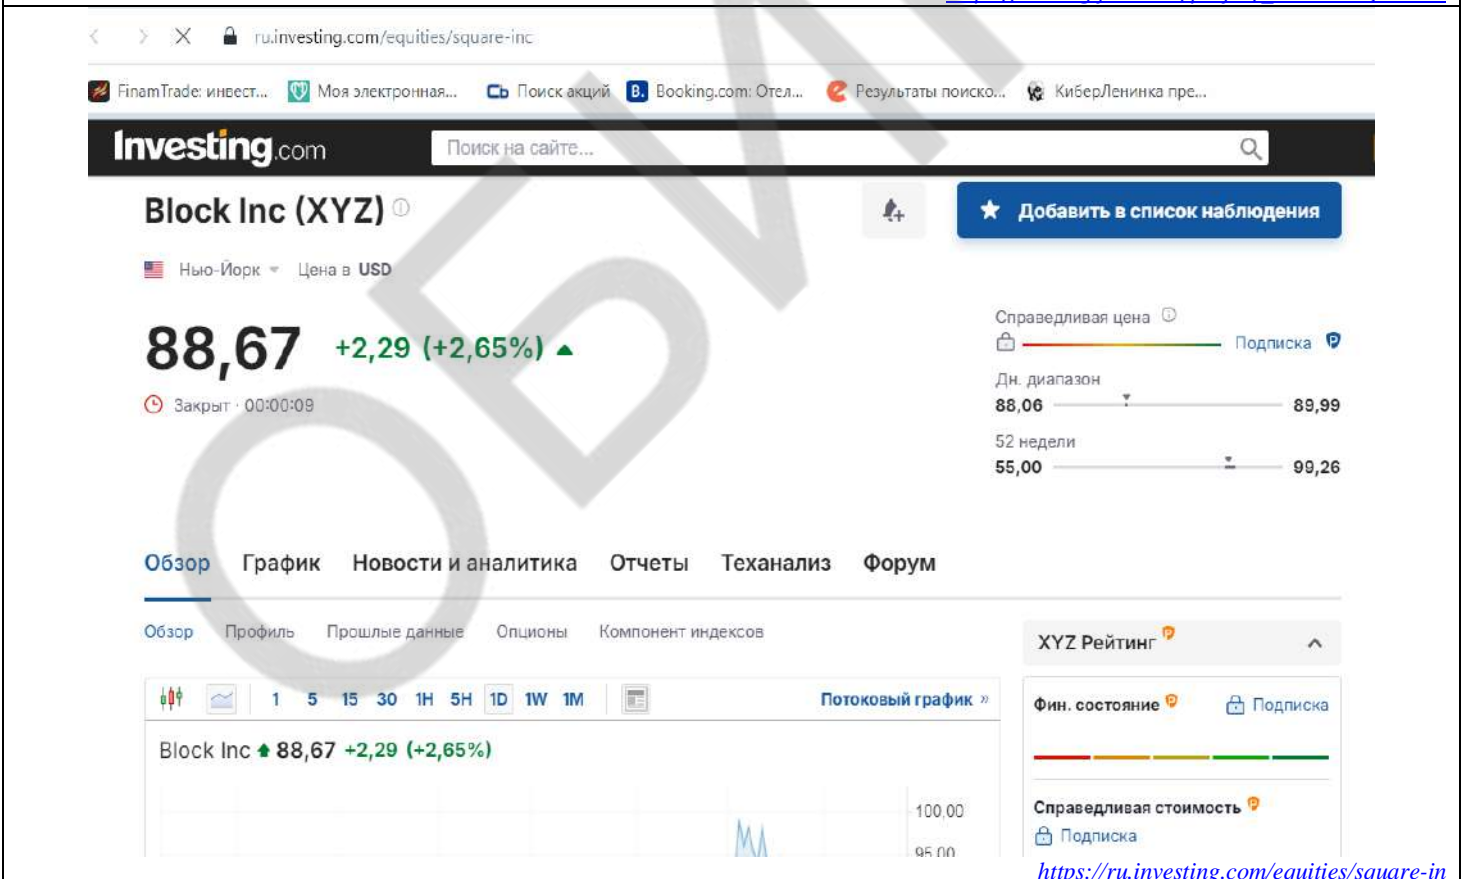 ru.investing.com/equities/square-inc
FinamTrade: инвест... Моя электронная... Сь Поиск акций B. Booking.com: Отел... Результаты поиско... КиберЛенинка пре...
Investing.com Поиск на сайте...
Block Inc (XYZ)
Добавить в список наблюдения
Нью-Йорк Цена в USD
88,67 +2,29 (+2,65%)
Закрыт · 00:00:09
Справедливая цена
Подписка
Дн. диапазон
88,06 89,99
52 недели
55,00 99,26
Обзор График Новости и аналитика Отчеты Теханализ Форум
Обзор Профиль Прошлые данные Опционы Компонент индексов
XYZ Рейтинг
1 5 15 30 1H 5H 1D 1W 1M Потоковый график »
Фин. состояние Подписка
Block Inc 88,67 +2,29 (+2,65%)
100,00
95,00
Справедливая стоимость
Подписка
https://ru.investing.com/equities/square-in